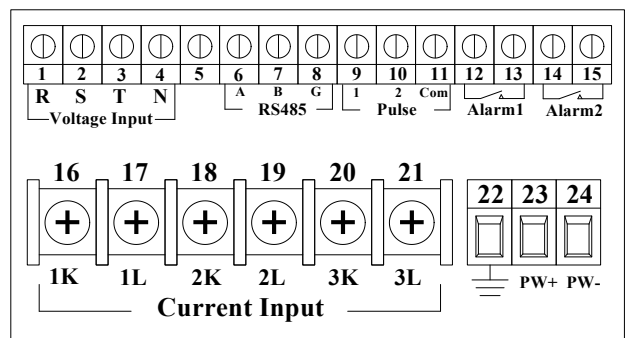 1 2 3 4 5 6 7 8 9 10 11 12 13 14 15
R S T N A B G 1 2 Com
Voltage Input RS485 Pulse Alarm1 Alarm2
16 17 18 19 20 21
22 23 24
1K 1L 2K 2L 3K 3L
PW+ PW-
Current Input